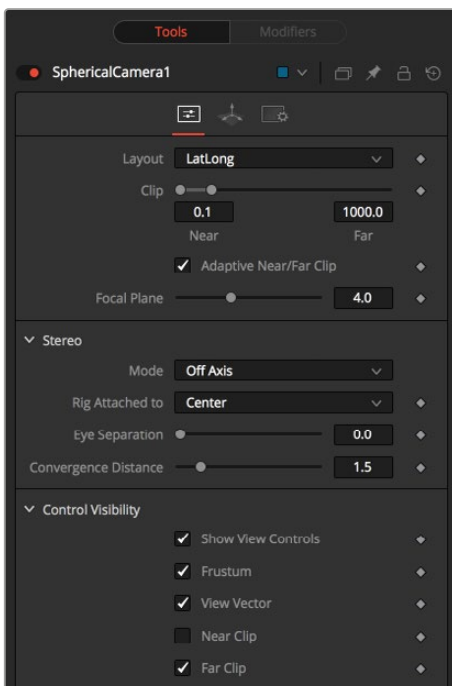 Tools Modifiers
SphericalCamera1
Layout LatLong
Clip
0.1 1000.0
Near Far
Adaptive Near/Far Clip
Focal Plane 4.0
Stereo
Mode Off Axis
Rig Attached to Center
Eye Separation 0.0
Convergence Distance 1.5
Control Visibility
Show View Controls
Frustum
View Vector
Near Clip
Far Clip